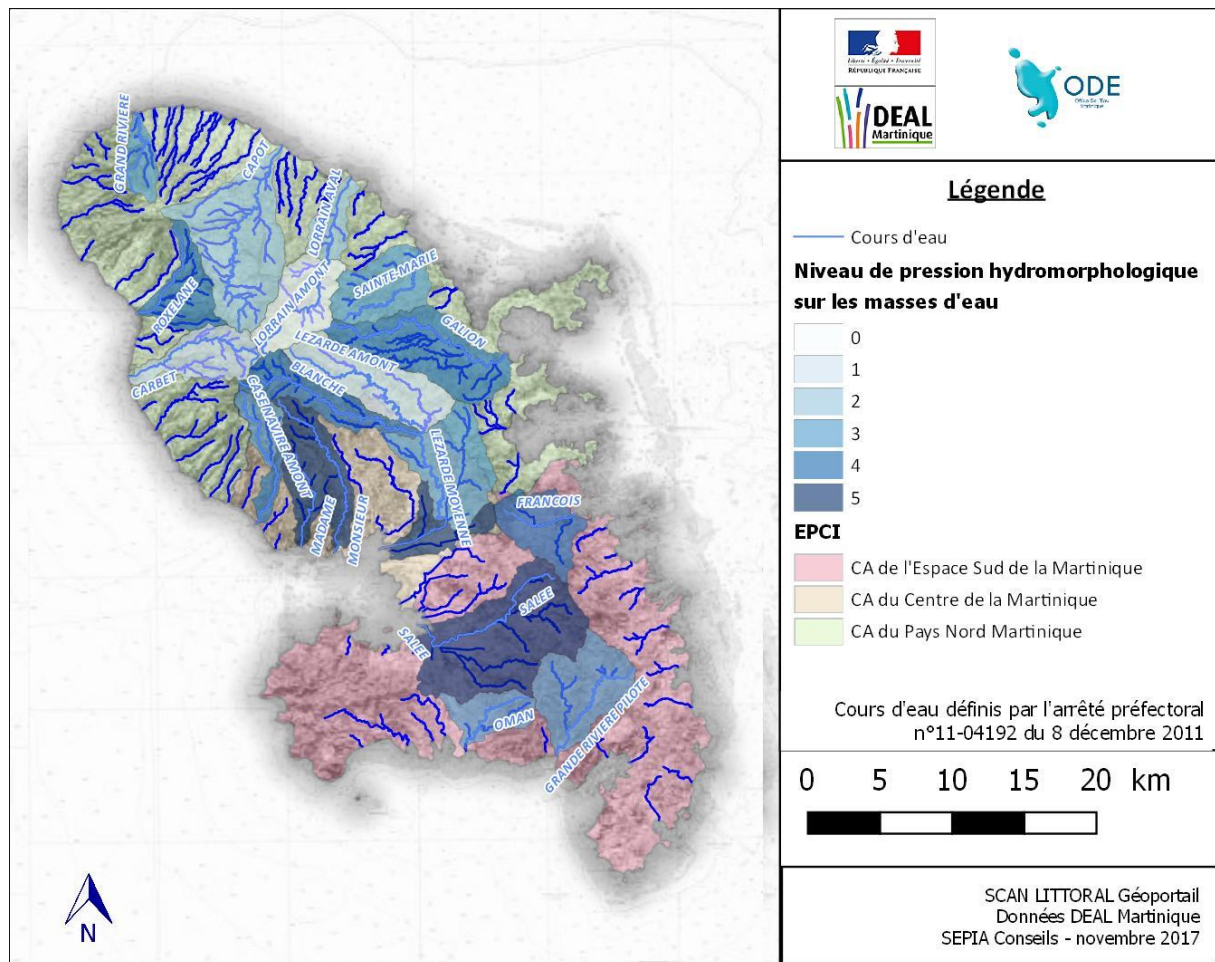 GRAND RIVIERE
CAPOT
LORRAIN AVAL
LORRAIN AMONT
SAINTE-MARIE
ROXELANE
GALION
LEZARDE AMONT
BLANCHE
CARBET
CASE NAVIRE AMONT
MADAME
MONSIEUR
LEZARDE MOYENNE
FRANCOIS
SALEE
SALEE
OMAN
GRANDE RIVIERE PILOTE
N
Liberté • Égalité • Fraternité
RÉPUBLIQUE FRANÇAISE
DEAL
Martinique
ODE
Légende
Cours d'eau
Niveau de pression hydromorphologique
sur les masses d'eau
0
1
2
3
4
5
EPCI
CA de l'Espace Sud de la Martinique
CA du Centre de la Martinique
CA du Pays Nord Martinique
Cours d'eau définis par l'arrêté préfectoral
n°11-04192 du 8 décembre 2011
0 5 10 15 20 km
SCAN LITTORAL Géoportail
Données DEAL Martinique
SEPIA Conseils - novembre 2017